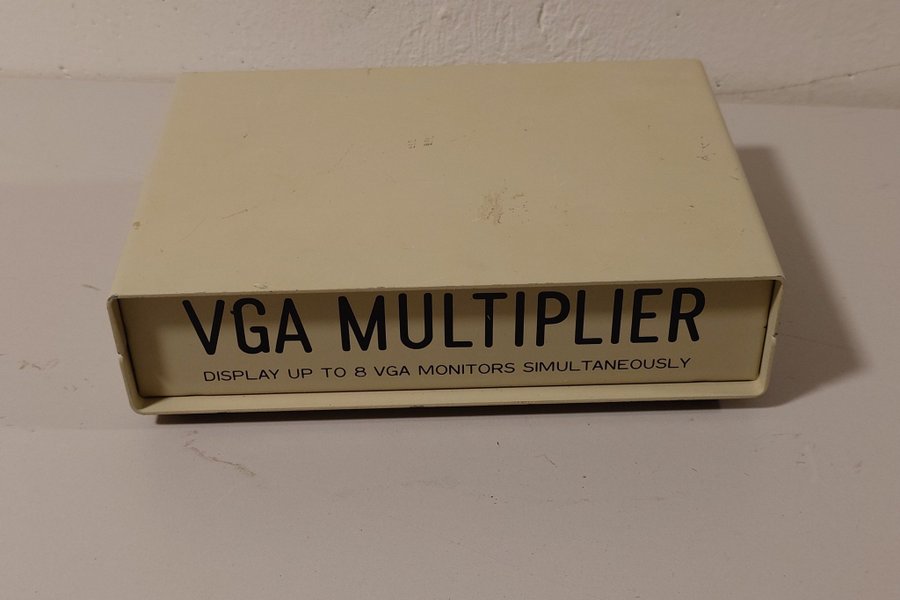 VGA MULTIPLIER
DISPLAY UP TO 8 VGA MONITORS SIMULTANEOUSLY